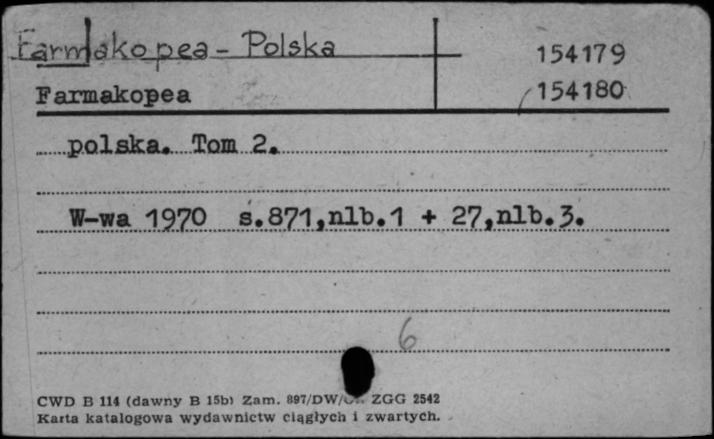 Farmakopea - Polska
154179
Farmakopea
154180
polska. Tom 2.
W-wa 1970 s.871,nlb.1 + 27,nlb.3.
6
CWD B 114 (dawny B 15b) Zam. 897/DW/ ZGG 2542
Karta katalogowa wydawnictw ciągłych i zwartych.